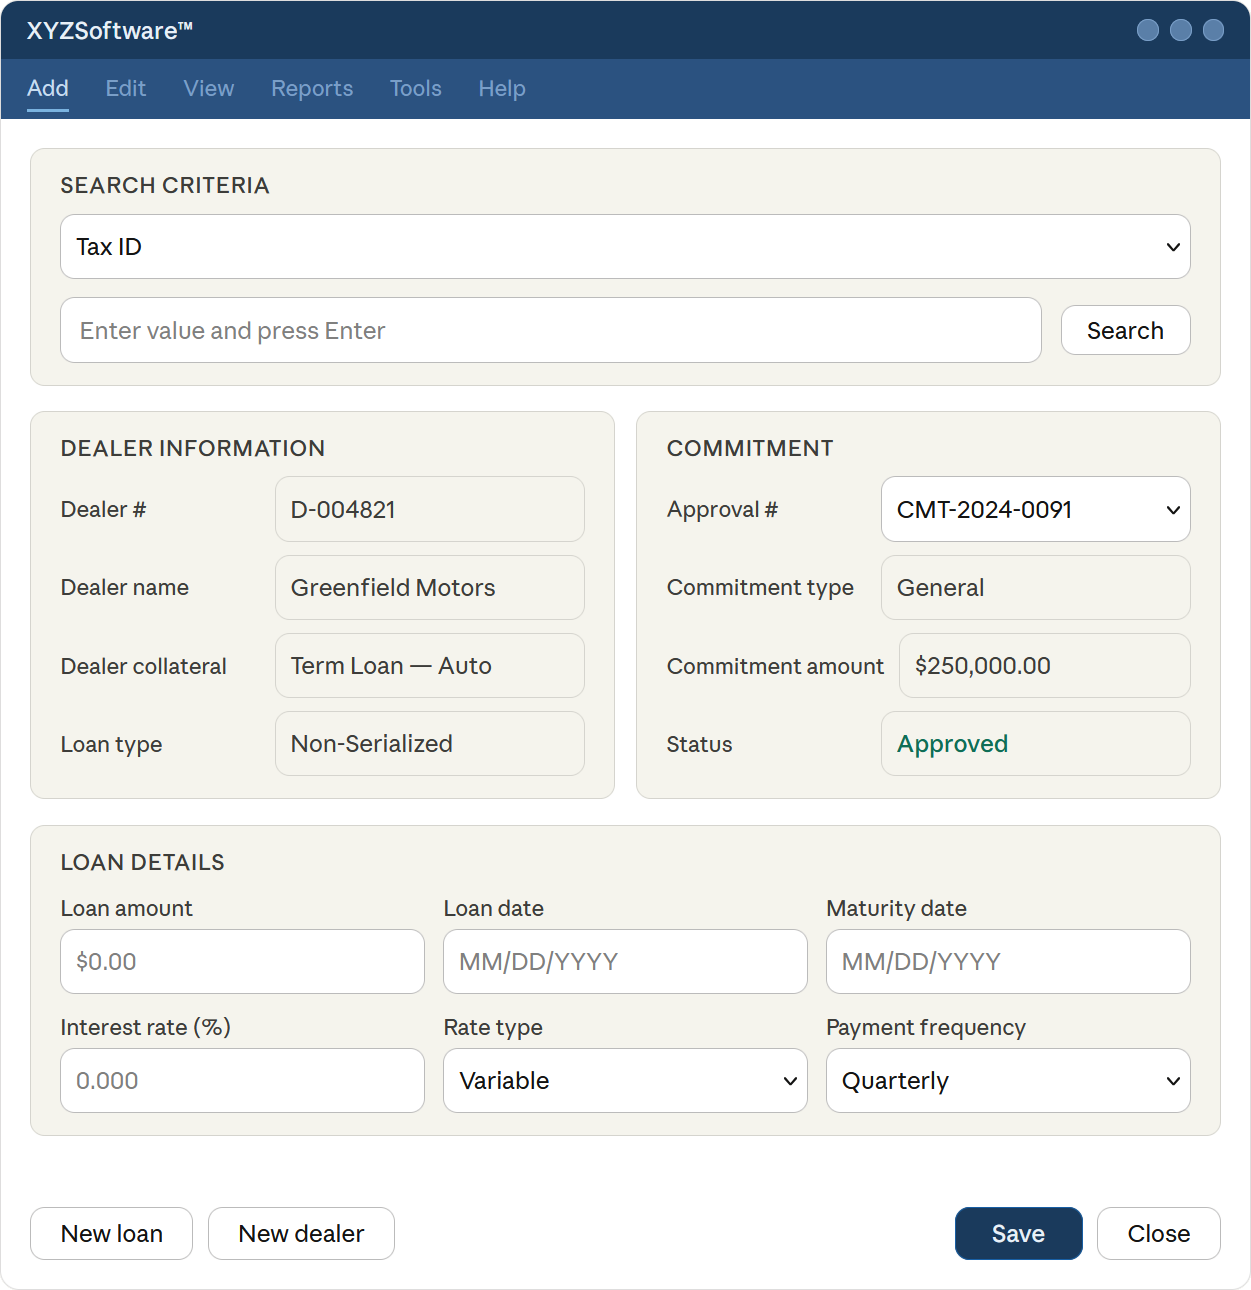 XYZSoftware™
Add Edit View Reports Tools Help
SEARCH CRITERIA
Tax ID
Enter value and press Enter
Search
DEALER INFORMATION
Dealer # D-004821
Dealer name Greenfield Motors
Dealer collateral Term Loan — Auto
Loan type Non-Serialized
COMMITMENT
Approval # CMT-2024-0091
Commitment type General
Commitment amount $250,000.00
Status Approved
LOAN DETAILS
Loan amount Loan date Maturity date
$0.00 MM/DD/YYYY MM/DD/YYYY
Interest rate (%) Rate type Payment frequency
0.000 Variable Quarterly
New loan New dealer Save Close